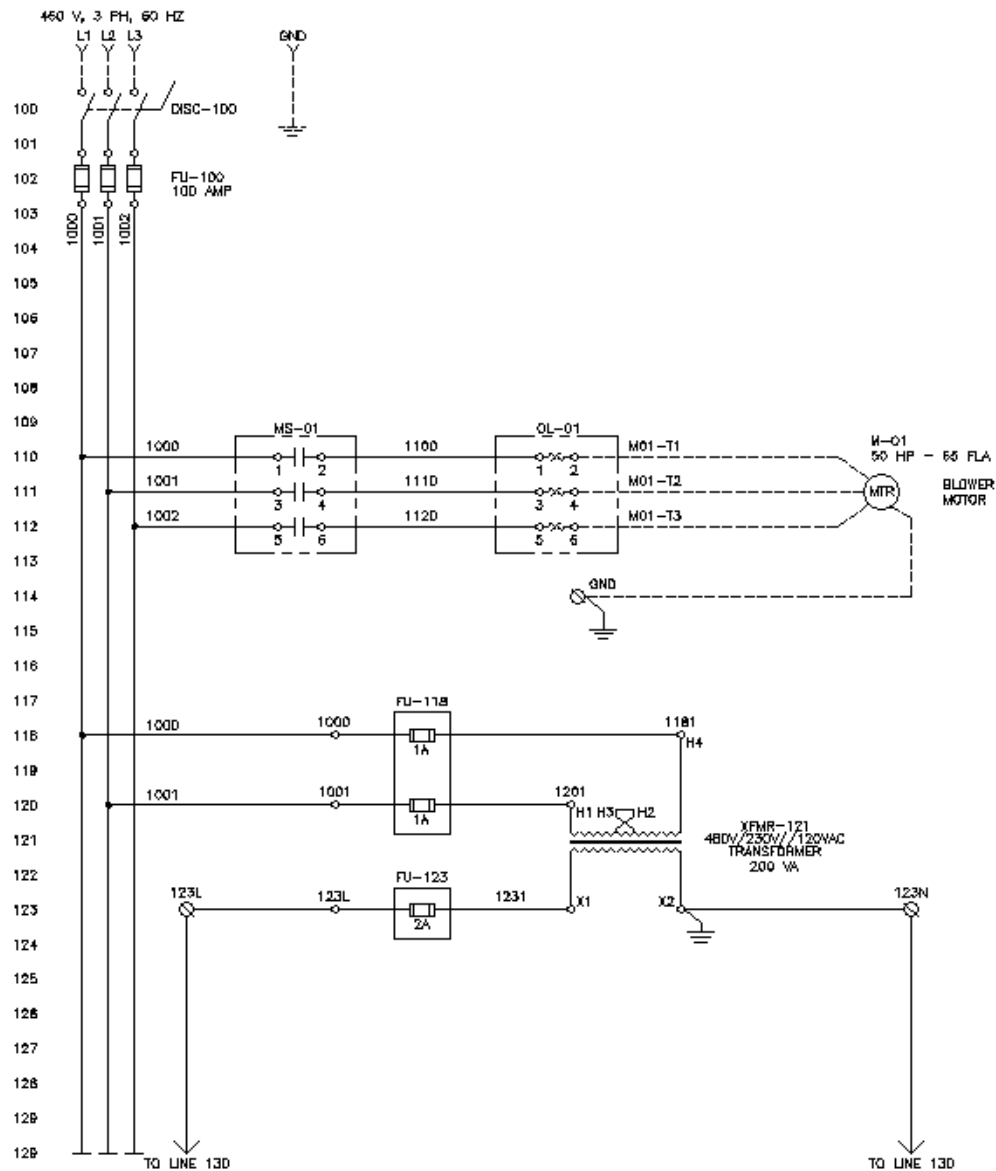 460 V, 3 PH, 60 HZ
L1 L2 L3 GND
100 DISC-100
101
102 FU-100
100 AMP
103
1000 1001 1002
104
105
106
107
108
109
MS-01 OL-01 M-01
50 HP - 65 FLA
110 1000 1 2 1100 1 2 M01-T1
111 1001 3 4 1110 3 4 M01-T2 MTR BLOWER
MOTOR
112 1002 5 6 1120 5 6 M01-T3
113
114 GND
115
116
117
FU-118
118 1000 1000 1A 1181 H4
119
120 1001 1001 1A 1201
H1 H3 H2
121 XFMR-121
480V/230V//120VAC
TRANSFORMER
200 VA
122
FU-123
123 123L 123L 2A 1231 X1 X2 123N
124
125
126
127
128
129
129
TO LINE 130 TO LINE 130